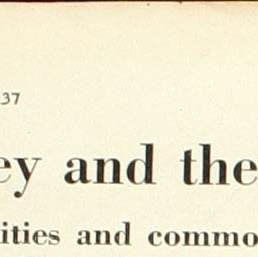 37
ey and the
ities and commo